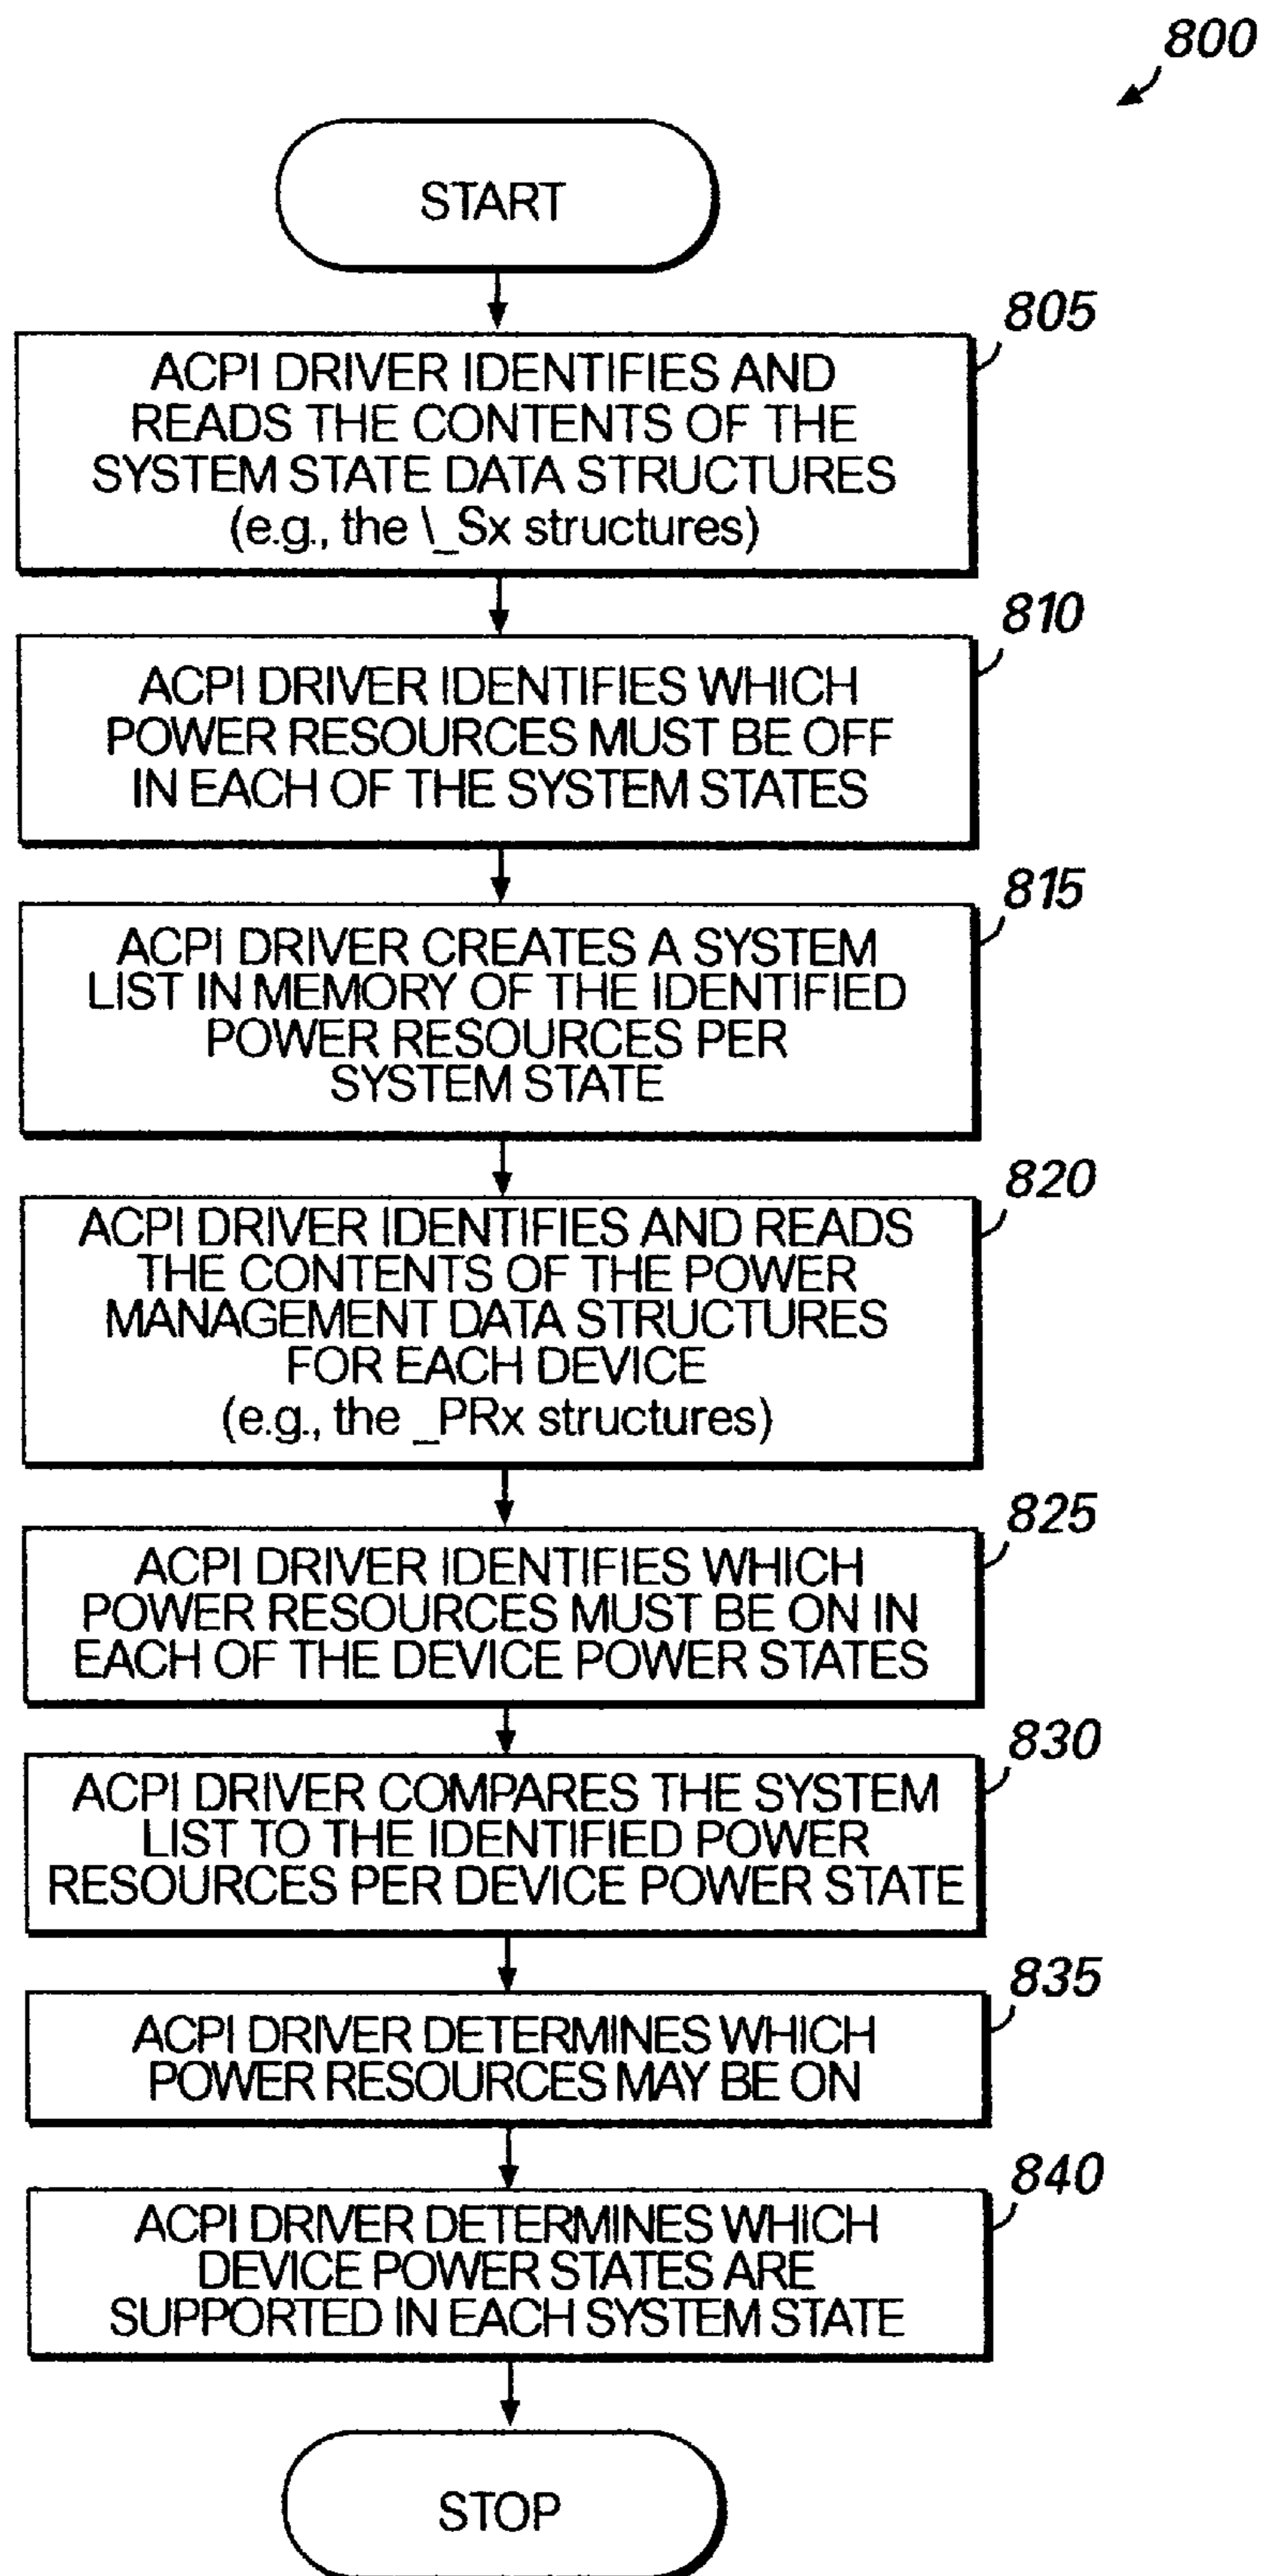 800
START
805
ACPI DRIVER IDENTIFIES AND
READS THE CONTENTS OF THE
SYSTEM STATE DATA STRUCTURES
(e.g., the \_Sx structures)
810
ACPI DRIVER IDENTIFIES WHICH
POWER RESOURCES MUST BE OFF
IN EACH OF THE SYSTEM STATES
815
ACPI DRIVER CREATES A SYSTEM
LIST IN MEMORY OF THE IDENTIFIED
POWER RESOURCES PER
SYSTEM STATE
820
ACPI DRIVER IDENTIFIES AND READS
THE CONTENTS OF THE POWER
MANAGEMENT DATA STRUCTURES
FOR EACH DEVICE
(e.g., the _PRx structures)
825
ACPI DRIVER IDENTIFIES WHICH
POWER RESOURCES MUST BE ON IN
EACH OF THE DEVICE POWER STATES
830
ACPI DRIVER COMPARES THE SYSTEM
LIST TO THE IDENTIFIED POWER
RESOURCES PER DEVICE POWER STATE
835
ACPI DRIVER DETERMINES WHICH
POWER RESOURCES MAY BE ON
840
ACPI DRIVER DETERMINES WHICH
DEVICE POWER STATES ARE
SUPPORTED IN EACH SYSTEM STATE
STOP